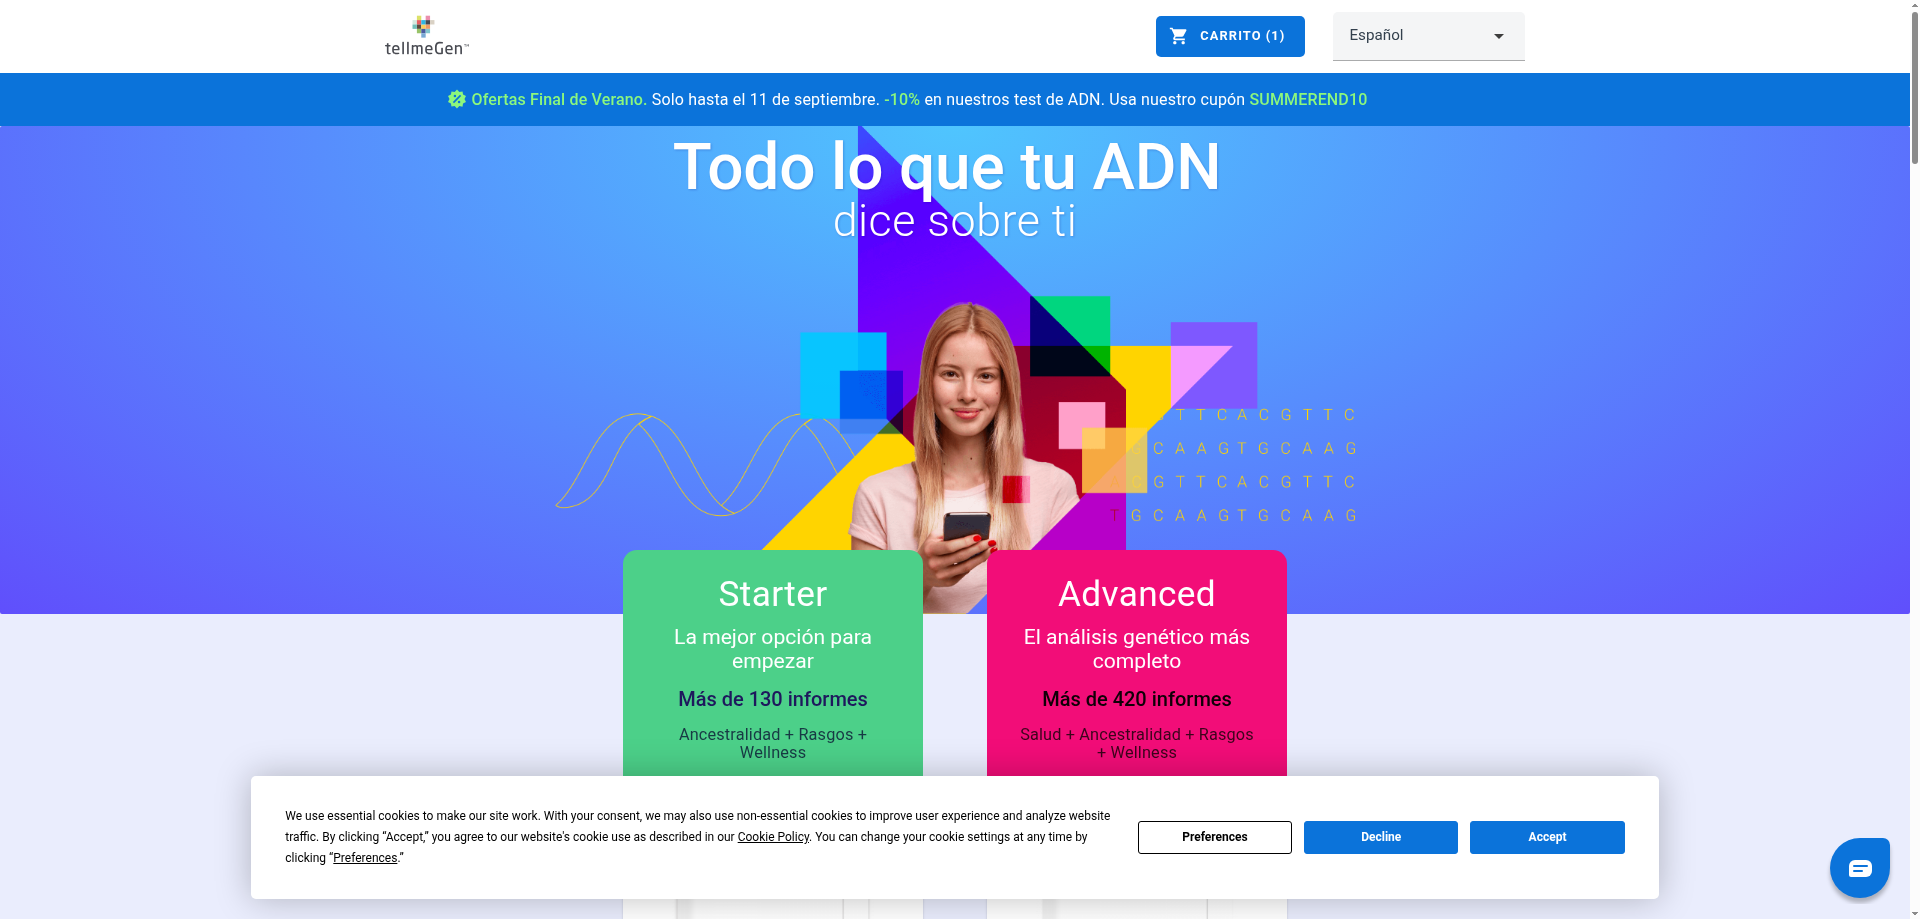 tellmeGen™
CARRITO (1)
Español
Ofertas Final de Verano. Solo hasta el 11 de septiembre. -10% en nuestros test de ADN. Usa nuestro cupón SUMMEREND10
Todo lo que tu ADN
dice sobre ti
T T C A C G T T C
C A A G T G C A A G
C G T T C A C G T T C
T G C A A G T G C A A G
Starter
La mejor opción para
empezar
Más de 130 informes
Ancestralidad + Rasgos +
Wellness
Advanced
El análisis genético más
completo
Más de 420 informes
Salud + Ancestralidad + Rasgos
+ Wellness
We use essential cookies to make our site work. With your consent, we may also use non-essential cookies to improve user experience and analyze website
traffic. By clicking “Accept,” you agree to our website's cookie use as described in our Cookie Policy. You can change your cookie settings at any time by
clicking “Preferences.”
Preferences
Decline
Accept